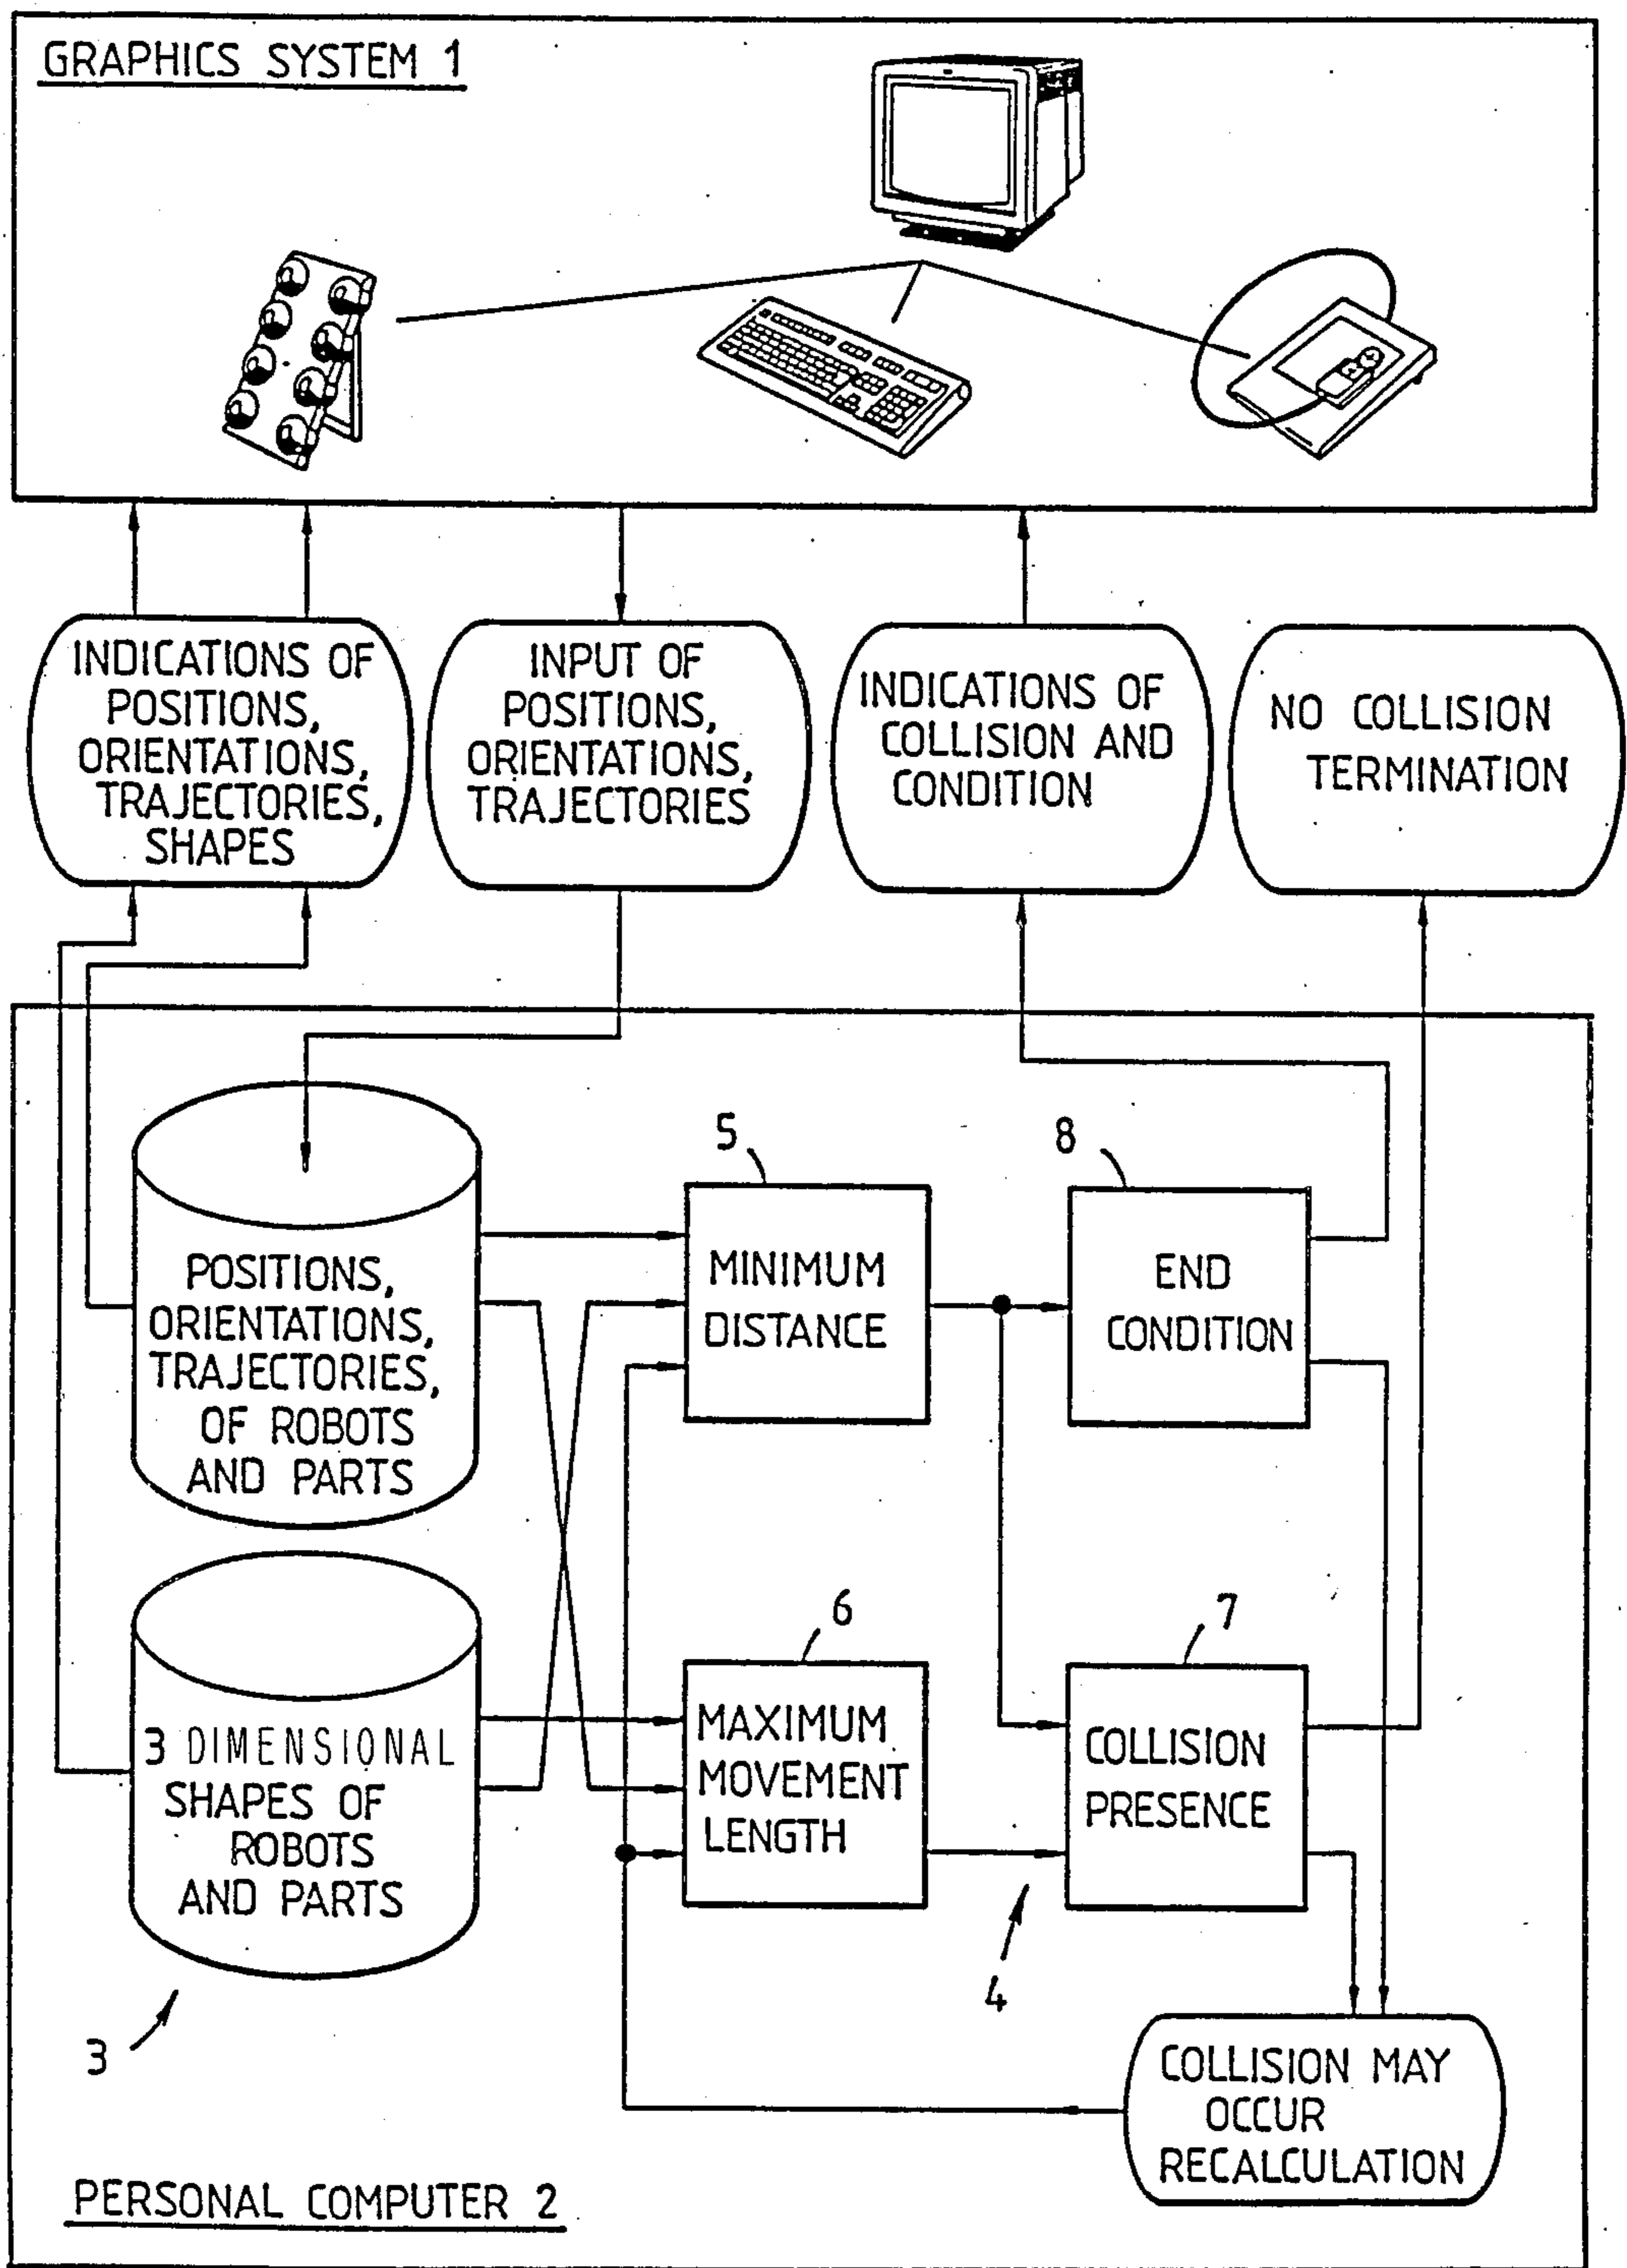 GRAPHICS SYSTEM 1
INDICATIONS OF
POSITIONS,
ORIENTATIONS,
TRAJECTORIES,
SHAPES
INPUT OF
POSITIONS,
ORIENTATIONS,
TRAJECTORIES
INDICATIONS OF
COLLISION AND
CONDITION
NO COLLISION
TERMINATION
POSITIONS,
ORIENTATIONS,
TRAJECTORIES,
OF ROBOTS
AND PARTS
5
MINIMUM
DISTANCE
8
END
CONDITION
3 DIMENSIONAL
SHAPES OF
ROBOTS
AND PARTS
3
6
MAXIMUM
MOVEMENT
LENGTH
7
COLLISION
PRESENCE
4
COLLISION MAY
OCCUR
RECALCULATION
PERSONAL COMPUTER 2